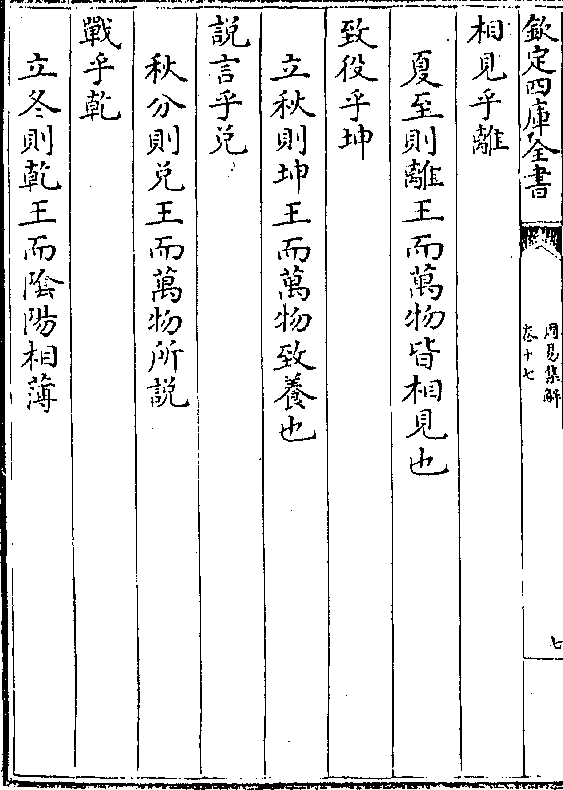 欽定四庫全書
周易集解
卷十七
七
相見乎離
夏至則離王而萬物皆相見也
致役乎坤
立秋則坤王而萬物致養也
説言乎兑
秋分則兑王而萬物所説
戰乎乾
立冬則乾王而隂陽相薄